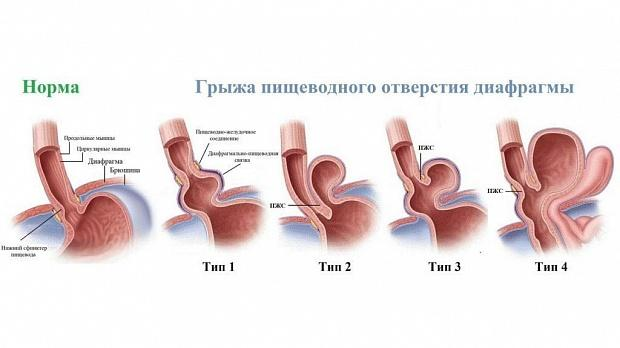 Норма
Грыжа пищеводного отверстия диафрагмы
Продольные мышцы
Циркулярные мышцы
Диафрагма
Брюшина
Нижний сфинктер
пищевода
Пищеводно-желудочное
соединение
Диафрагмально-пищеводная
связка
ПЖС
ПЖС
ПЖС
Тип 1
Тип 2
Тип 3
Тип 4